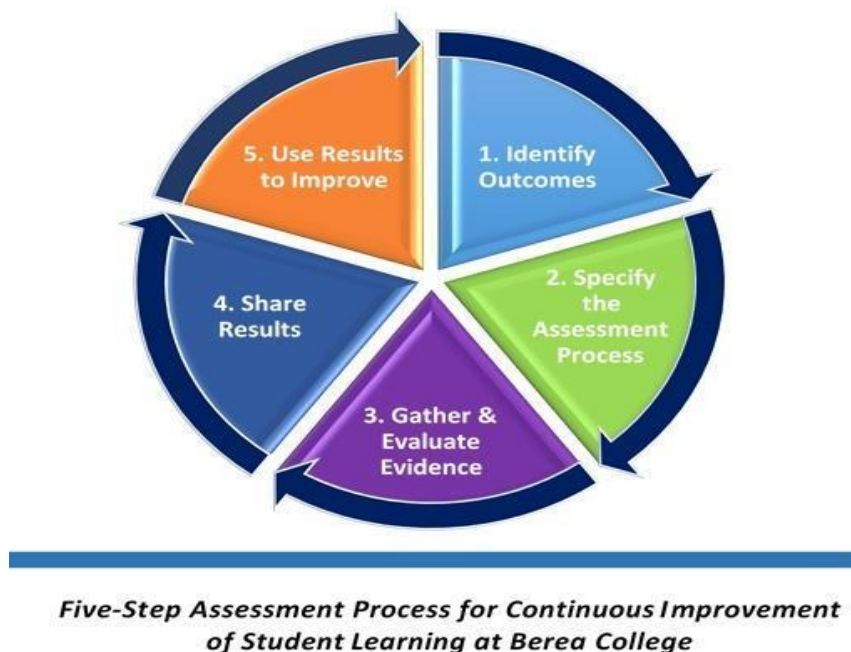 1. Identify
Outcomes
2. Specify
the
Assessment
Process
3. Gather &
Evaluate
Evidence
4. Share
Results
5. Use Results
to Improve
Five-Step Assessment Process for Continuous Improvement
of Student Learning at Berea College